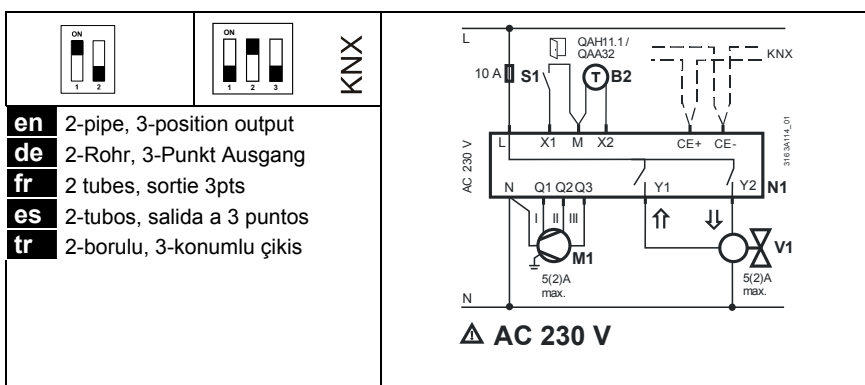 ON
1 2
ON
1 2 3
KNX
en 2-pipe, 3-position output
de 2-Rohr, 3-Punkt Ausgang
fr 2 tubes, sortie 3pts
es 2-tubos, salida a 3 puntos
tr 2-borulu, 3-konumlu çikis
L
QAH11.1 /
QAA32
KNX
10 A S1 T B2
L X1 M X2 CE+ CE-
AC 230 V
N Q1 Q2 Q3 Y1 Y2 N1
I II III
M1
V1
5(2)A
max.
5(2)A
max.
N
AC 230 V